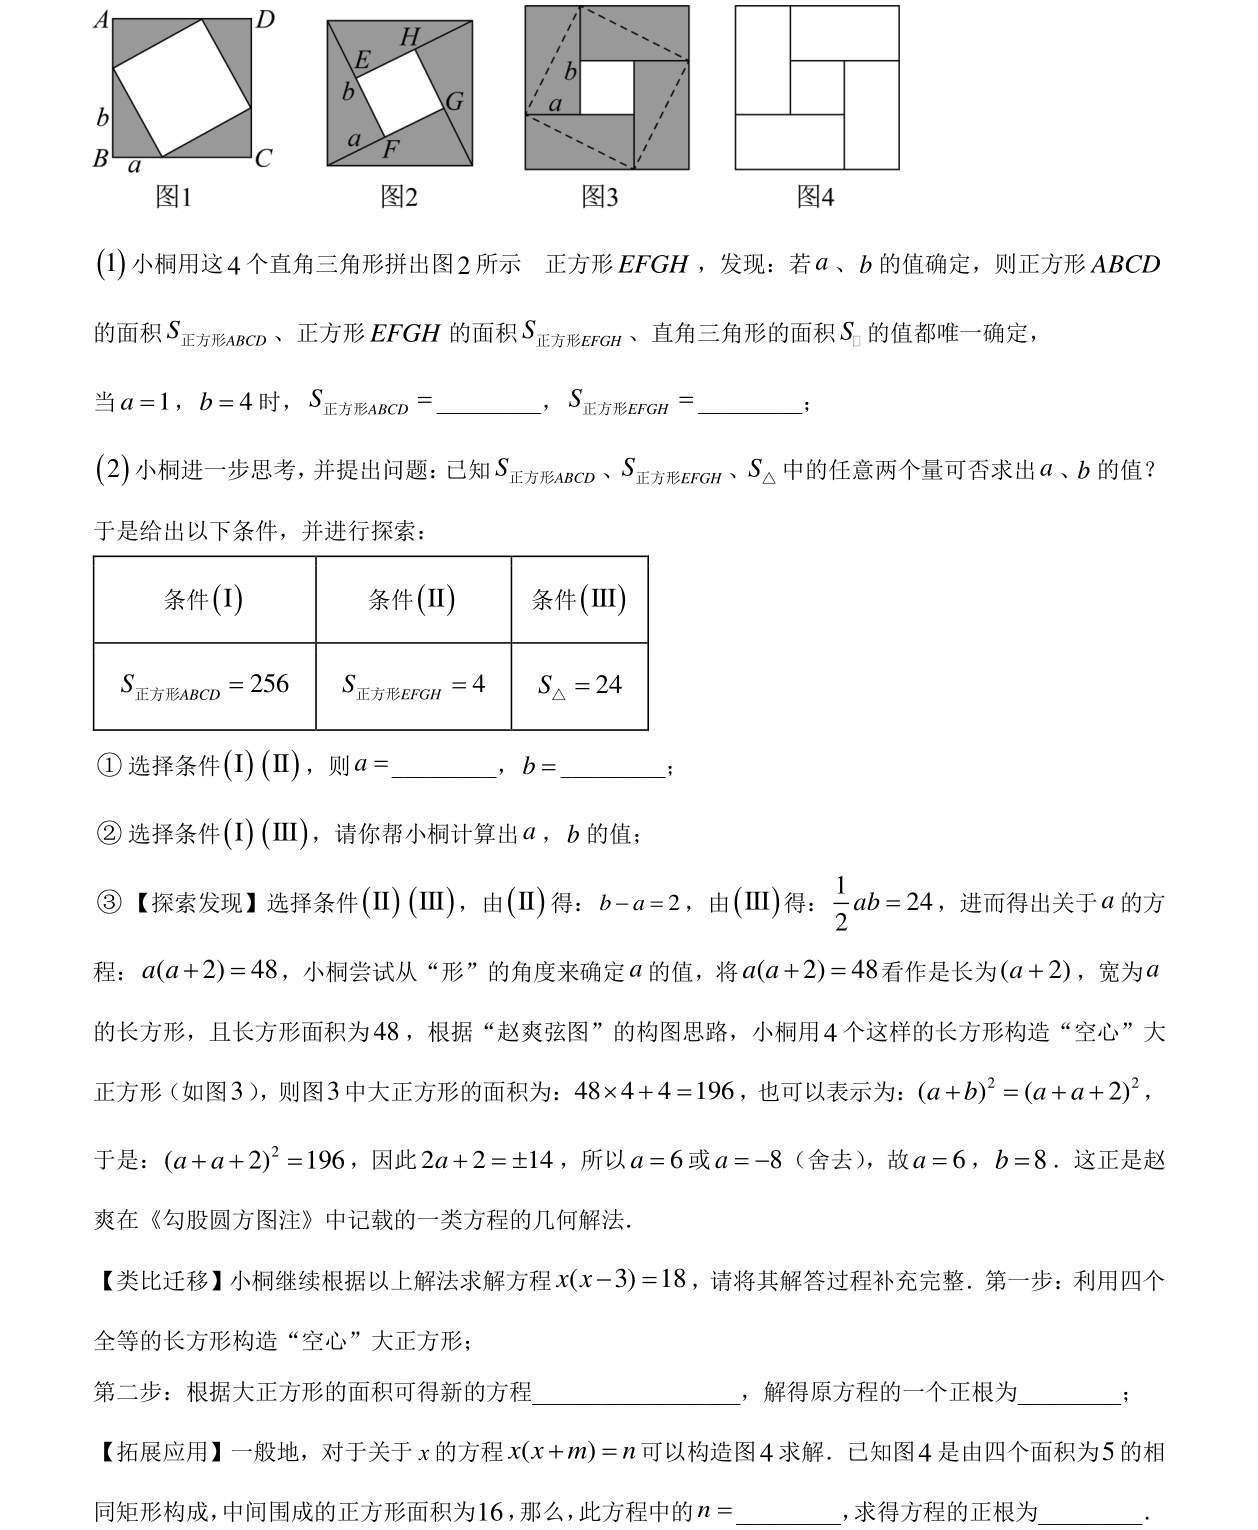 A D E H G b a F B C b a b a
图1 图2 图3 图4
(1)小桐用这4个直角三角形拼出图2所示 正方形EFGH，发现：若a、b的值确定，则正方形ABCD
的面积S正方形ABCD、正方形EFGH的面积S正方形EFGH、直角三角形的面积S□的值都唯一确定，
当a=1，b=4时，S正方形ABCD=_________，S正方形EFGH=_________；
(2)小桐进一步思考，并提出问题：已知S正方形ABCD、S正方形EFGH、S△中的任意两个量可否求出a、b的值？
于是给出以下条件，并进行探索：
条件(Ⅰ) 条件(Ⅱ) 条件(Ⅲ)
S正方形ABCD=256 S正方形EFGH=4 S△=24
①选择条件(Ⅰ)(Ⅱ)，则a=_________，b=_________；
②选择条件(Ⅰ)(Ⅲ)，请你帮小桐计算出a，b的值；
③【探索发现】选择条件(Ⅱ)(Ⅲ)，由(Ⅱ)得：b-a=2，由(Ⅲ)得：1/2ab=24，进而得出关于a的方
程：a(a+2)=48，小桐尝试从“形”的角度来确定a的值，将a(a+2)=48看作是长为(a+2)，宽为a
的长方形，且长方形面积为48，根据“赵爽弦图”的构图思路，小桐用4个这样的长方形构造“空心”大
正方形（如图3），则图3中大正方形的面积为：48×4+4=196，也可以表示为：(a+b)²=(a+a+2)²，
于是：(a+a+2)²=196，因此2a+2=±14，所以a=6或a=-8（舍去），故a=6，b=8．这正是赵
爽在《勾股圆方图注》中记载的一类方程的几何解法．
【类比迁移】小桐继续根据以上解法求解方程x(x-3)=18，请将其解答过程补充完整．第一步：利用四个
全等的长方形构造“空心”大正方形；
第二步：根据大正方形的面积可得新的方程__________________，解得原方程的一个正根为_________；
【拓展应用】一般地，对于关于x的方程x(x+m)=n可以构造图4求解．已知图4是由四个面积为5的相
同矩形构成，中间围成的正方形面积为16，那么，此方程中的n=_________，求得方程的正根为_________．